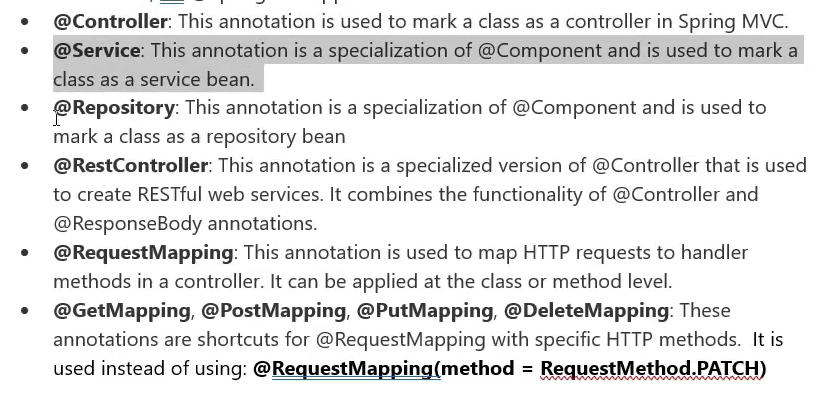 • @Controller: This annotation is used to mark a class as a controller in Spring MVC.
• @Service: This annotation is a specialization of @Component and is used to mark a
class as a service bean.
• @Repository: This annotation is a specialization of @Component and is used to
mark a class as a repository bean
• @RestController: This annotation is a specialized version of @Controller that is used
to create RESTful web services. It combines the functionality of @Controller and
@ResponseBody annotations.
• @RequestMapping: This annotation is used to map HTTP requests to handler
methods in a controller. It can be applied at the class or method level.
• @GetMapping, @PostMapping, @PutMapping, @DeleteMapping: These
annotations are shortcuts for @RequestMapping with specific HTTP methods. It is
used instead of using: @RequestMapping(method = RequestMethod.PATCH)